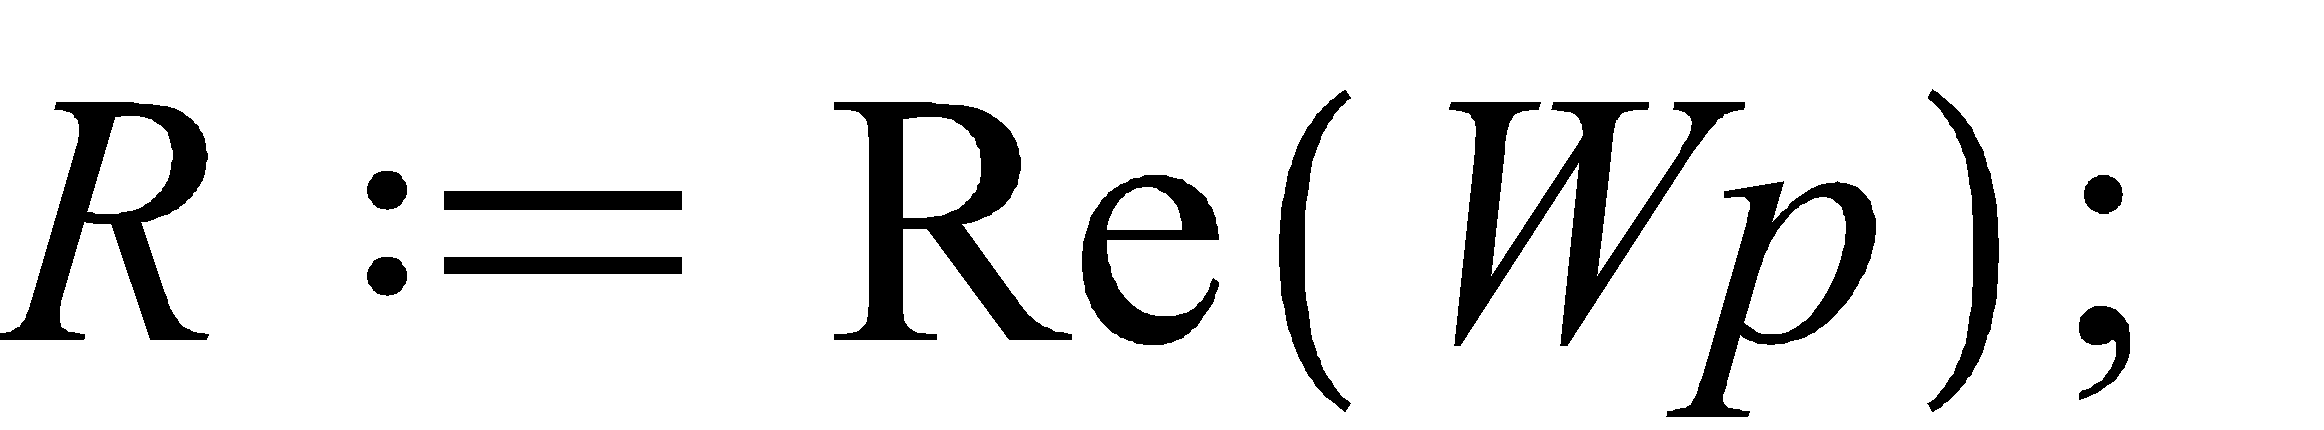 R := Re(Wp);